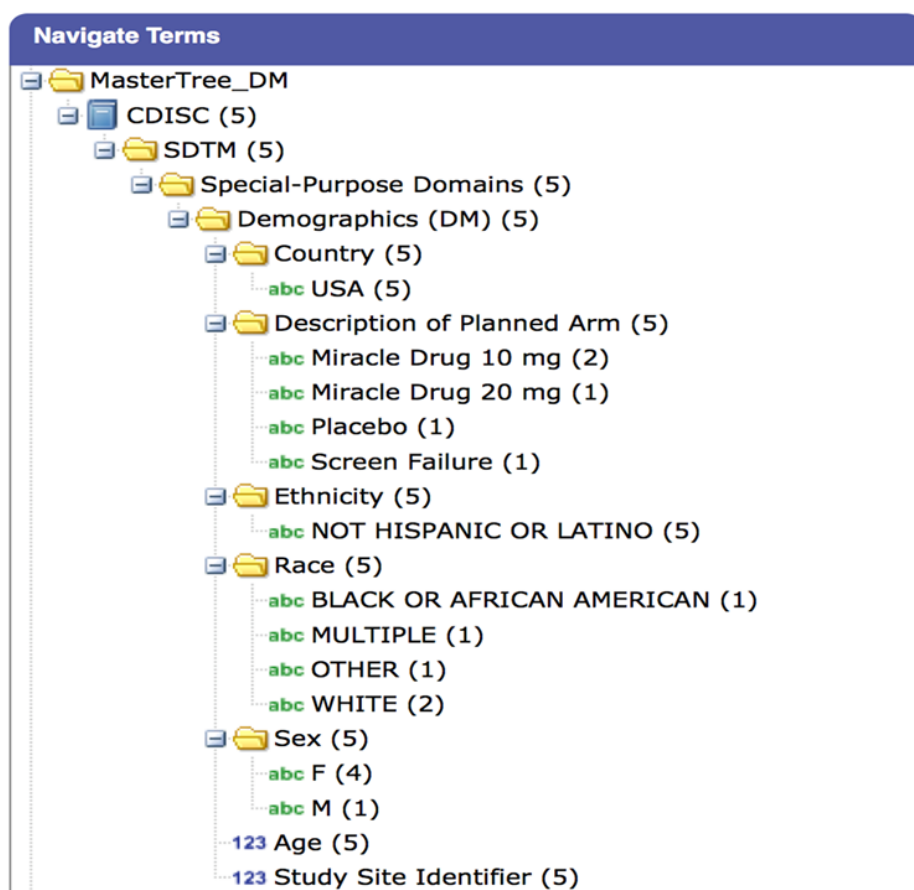 Navigate Terms
MasterTree_DM
CDISC (5)
SDTM (5)
Special-Purpose Domains (5)
Demographics (DM) (5)
Country (5)
abc USA (5)
Description of Planned Arm (5)
abc Miracle Drug 10 mg (2)
abc Miracle Drug 20 mg (1)
abc Placebo (1)
abc Screen Failure (1)
Ethnicity (5)
abc NOT HISPANIC OR LATINO (5)
Race (5)
abc BLACK OR AFRICAN AMERICAN (1)
abc MULTIPLE (1)
abc OTHER (1)
abc WHITE (2)
Sex (5)
abc F (4)
abc M (1)
123 Age (5)
123 Study Site Identifier (5)